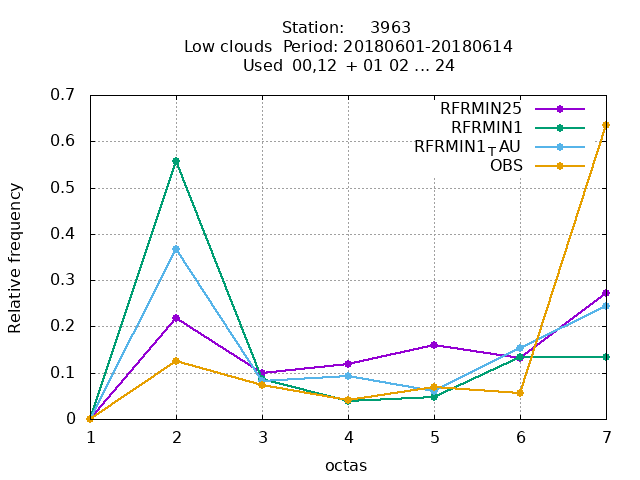 Station: 3963
Low clouds Period: 20180601-20180614
Used 00,12 + 01 02 ... 24
RFRMIN25
RFRMIN1
RFRMIN1TAU
OBS
Relative frequency
0.7
0.6
0.5
0.4
0.3
0.2
0.1
0
1 2 3 4 5 6 7
octas